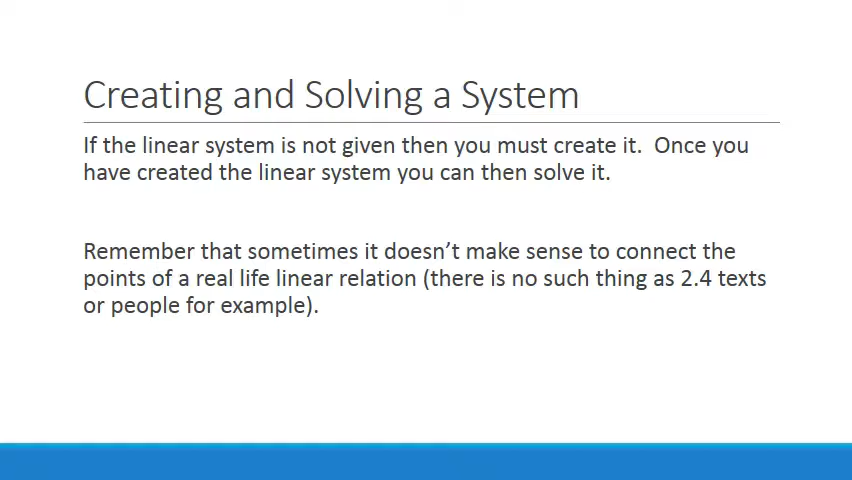 Creating and Solving a System
If the linear system is not given then you must create it.  Once you
have created the linear system you can then solve it.
Remember that sometimes it doesn’t make sense to connect the
points of a real life linear relation (there is no such thing as 2.4 texts
or people for example).